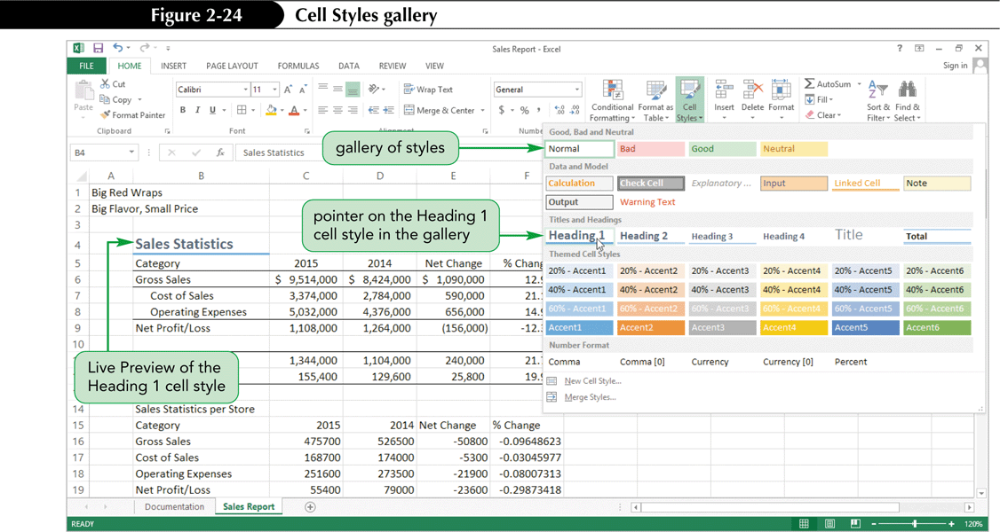 Figure 2-24 Cell Styles gallery
Sales Report - Excel
Sign in
FILE HOME INSERT PAGE LAYOUT FORMULAS DATA REVIEW VIEW
Paste
Cut
Copy
Format Painter
Clipboard
Calibri 11
B I U
Font
Wrap Text
Merge & Center
Alignment
General
$ % ,
Numb
Conditional Formatting
Format as Table
Cell Styles
Insert
Delete
Format
AutoSum
Fill
Clear
Sort & Filter
Find & Select
B4 fx Sales Statistics
gallery of styles
pointer on the Heading 1
cell style in the gallery
Live Preview of the
Heading 1 cell style
Good, Bad and Neutral
Normal Bad Good Neutral
Data and Model
Calculation Check Cell Explanatory ... Input Linked Cell Note
Output Warning Text
Titles and Headings
Heading 1 Heading 2 Heading 3 Heading 4 Title Total
Themed Cell Styles
20% - Accent1 20% - Accent2 20% - Accent3 20% - Accent4 20% - Accent5 20% - Accent6
40% - Accent1 40% - Accent2 40% - Accent3 40% - Accent4 40% - Accent5 40% - Accent6
60% - Accent1 60% - Accent2 60% - Accent3 60% - Accent4 60% - Accent5 60% - Accent6
Accent1 Accent2 Accent3 Accent4 Accent5 Accent6
Number Format
Comma Comma [0] Currency Currency [0] Percent
New Cell Style...
Merge Styles...
A B C D E F
1 Big Red Wraps
2 Big Flavor, Small Price
3
4 Sales Statistics
5 Category 2015 2014 Net Change % Chang
6 Gross Sales $ 9,514,000 $ 8,424,000 $ 1,090,000 12.9
7 Cost of Sales 3,374,000 2,784,000 590,000 21.
8 Operating Expenses 5,032,000 4,376,000 656,000 14.9
9 Net Profit/Loss 1,108,000 1,264,000 (156,000) -12.
10
1,344,000 1,104,000 240,000 21.
155,400 129,600 25,800 19.9
14 Sales Statistics per Store
15 Category 2015 2014 Net Change % Change
16 Gross Sales 475700 526500 -50800 -0.09648623
17 Cost of Sales 168700 174000 -5300 -0.03045977
18 Operating Expenses 251600 273500 -21900 -0.08007313
19 Net Profit/Loss 55400 79000 -23600 -0.29873418
Documentation Sales Report
READY 120%